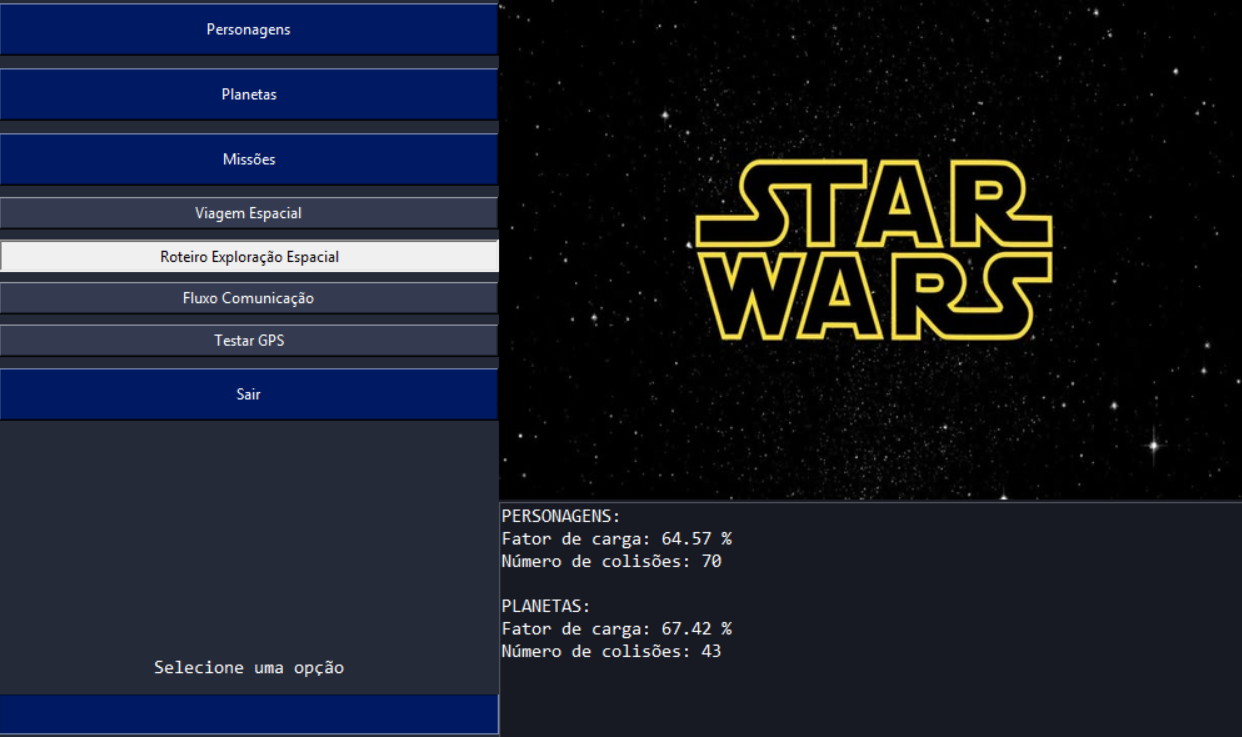 Personagens
Planetas
Missões
Viagem Espacial
Roteiro Exploração Espacial
Fluxo Comunicação
Testar GPS
Sair
Selecione uma opção
STAR
WARS
PERSONAGENS:
Fator de carga: 64.57 %
Número de colisões: 70
PLANETAS:
Fator de carga: 67.42 %
Número de colisões: 43